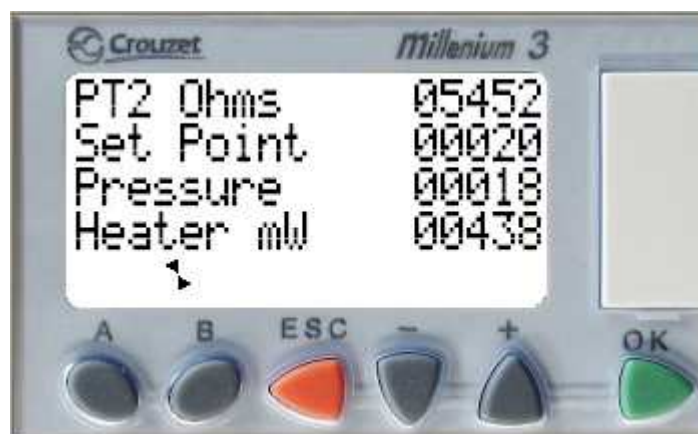 Crouzet Millenium 3
PT2 Ohms 05452
Set Point 00020
Pressure 00018
Heater mW 00438
A B ESC - + OK